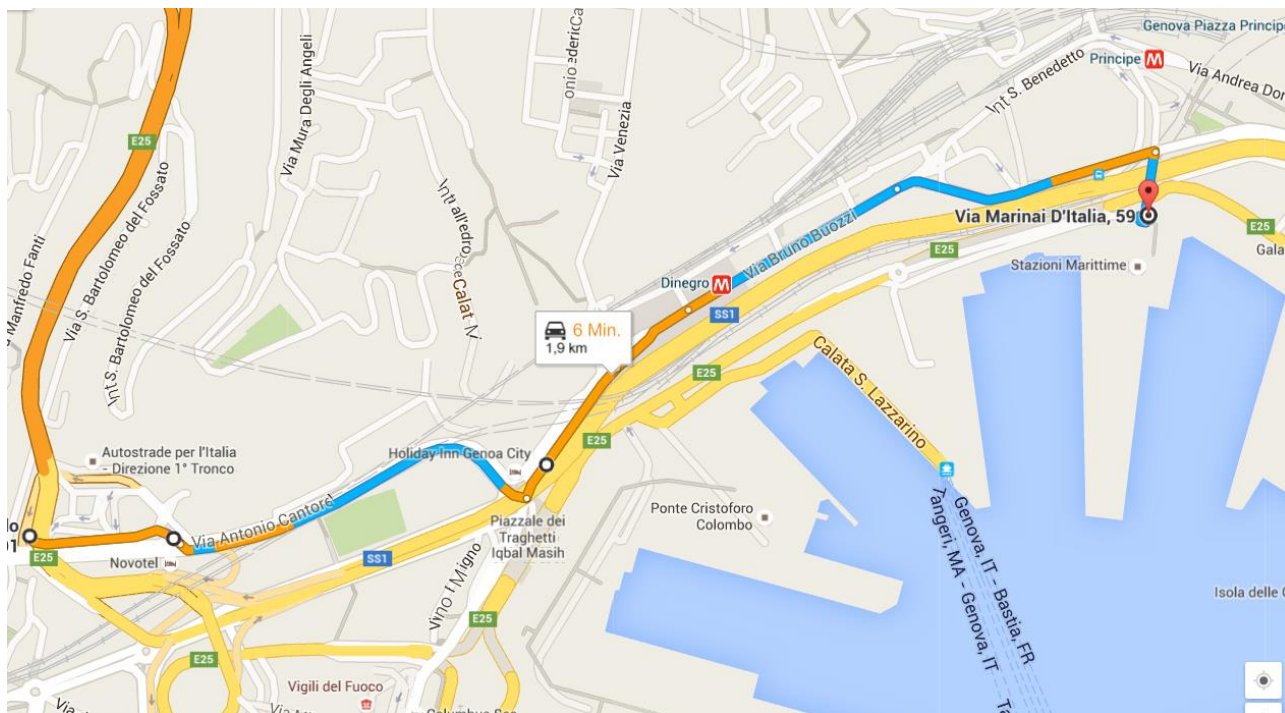 Genova Piazza Principe
Principe
M
Via Andrea Dor
Int S. Benedetto
E25
Via Mura Degli Angeli
Via Venezia
Via S. Bartolomeo del Fossato
Int S. Bartolomeo del Fossato
Manfredo Fanti
Via Marinai D'Italia, 59
E25
E25
Gala
Stazioni Marittime
Via Bruno Buozzi
Dinegro
M
SS1
6 Min.
1,9 km
E25
Calata S. Lazzarino
Autostrade per l'Italia
- Direzione 1° Tronco
Holiday Inn Genoa City
E25
Via Antonio Cantore
Piazzale dei
Traghetti
Iqbal Masih
Ponte Cristoforo
Colombo
Genova, IT - Bastia, FR
Tangeri, MA - Genova, IT
E25
Novotel
SS1
Isola delle
E25
E25
Vigili del Fuoco